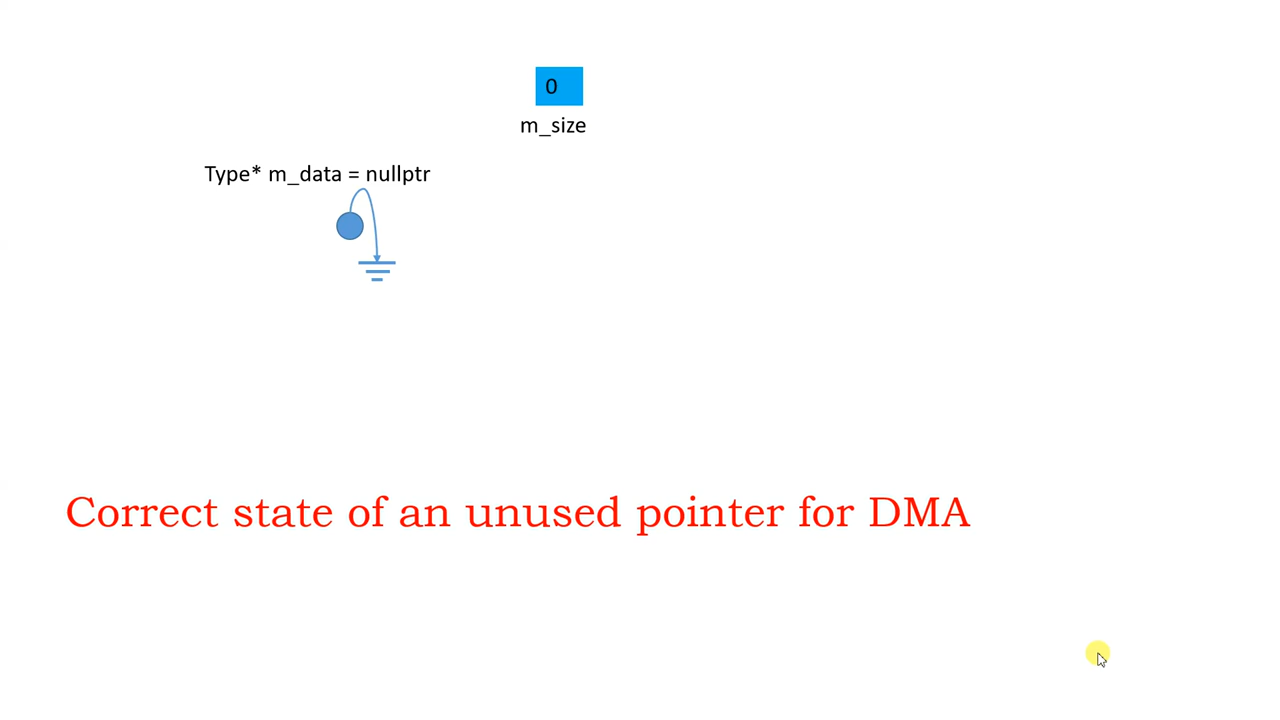 0
m_size
Type* m_data = nullptr
Correct state of an unused pointer for DMA